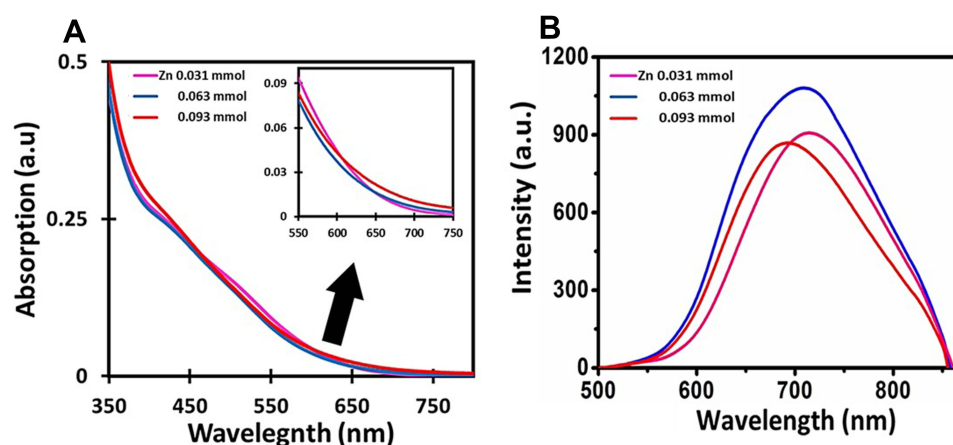 A
Absorption (a.u)
0.5
0.25
0
350
450
550
650
750
Wavelegnth (nm)
Zn 0.031 mmol
0.063 mmol
0.093 mmol
0.09
0.06
0.03
0
550
600
650
700
750
B
Intensity (a.u.)
1200
900
600
300
0
500
600
700
800
Wavelength (nm)
Zn 0.031 mmol
0.063 mmol
0.093 mmol